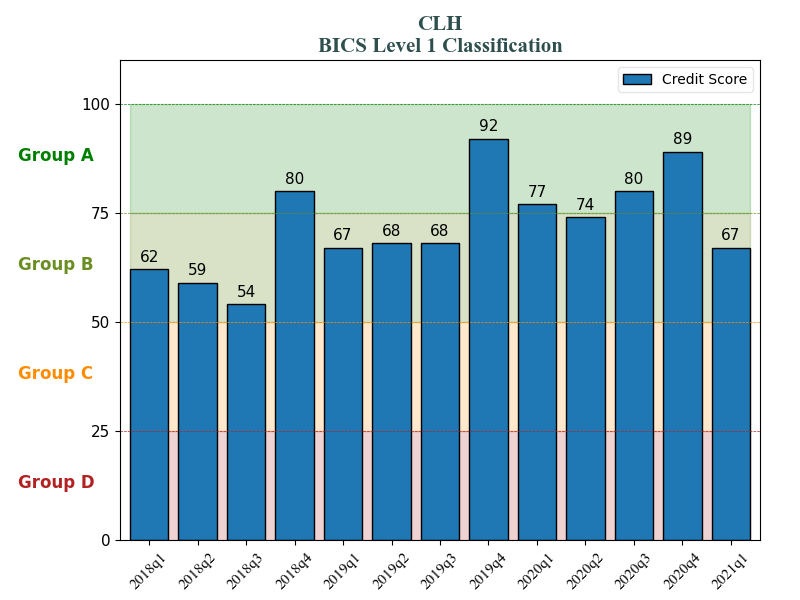 CLH
BICS Level 1 Classification
Credit Score
100
Group A
75
Group B
50
Group C
25
Group D
0
62
59
54
80
67
68
68
92
77
74
80
89
67
2018q1
2018q2
2018q3
2018q4
2019q1
2019q2
2019q3
2019q4
2020q1
2020q2
2020q3
2020q4
2021q1